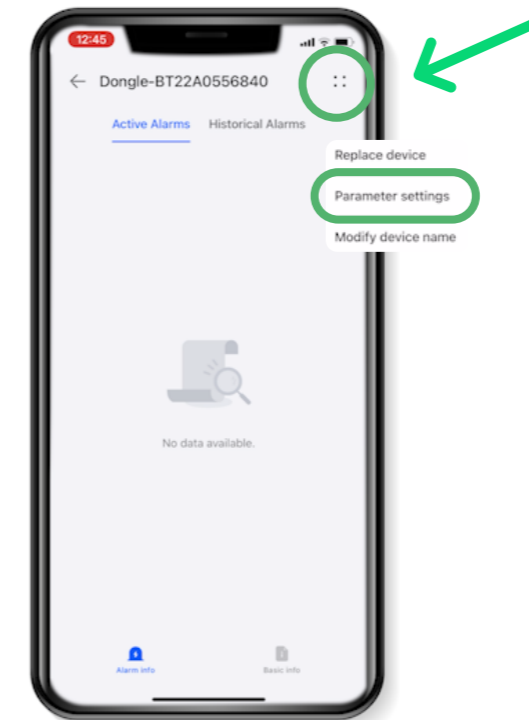 12:45
Dongle-BT22A0556840
Active Alarms Historical Alarms
Replace device
Parameter settings
Modify device name
No data available.
Alarm info Basic info